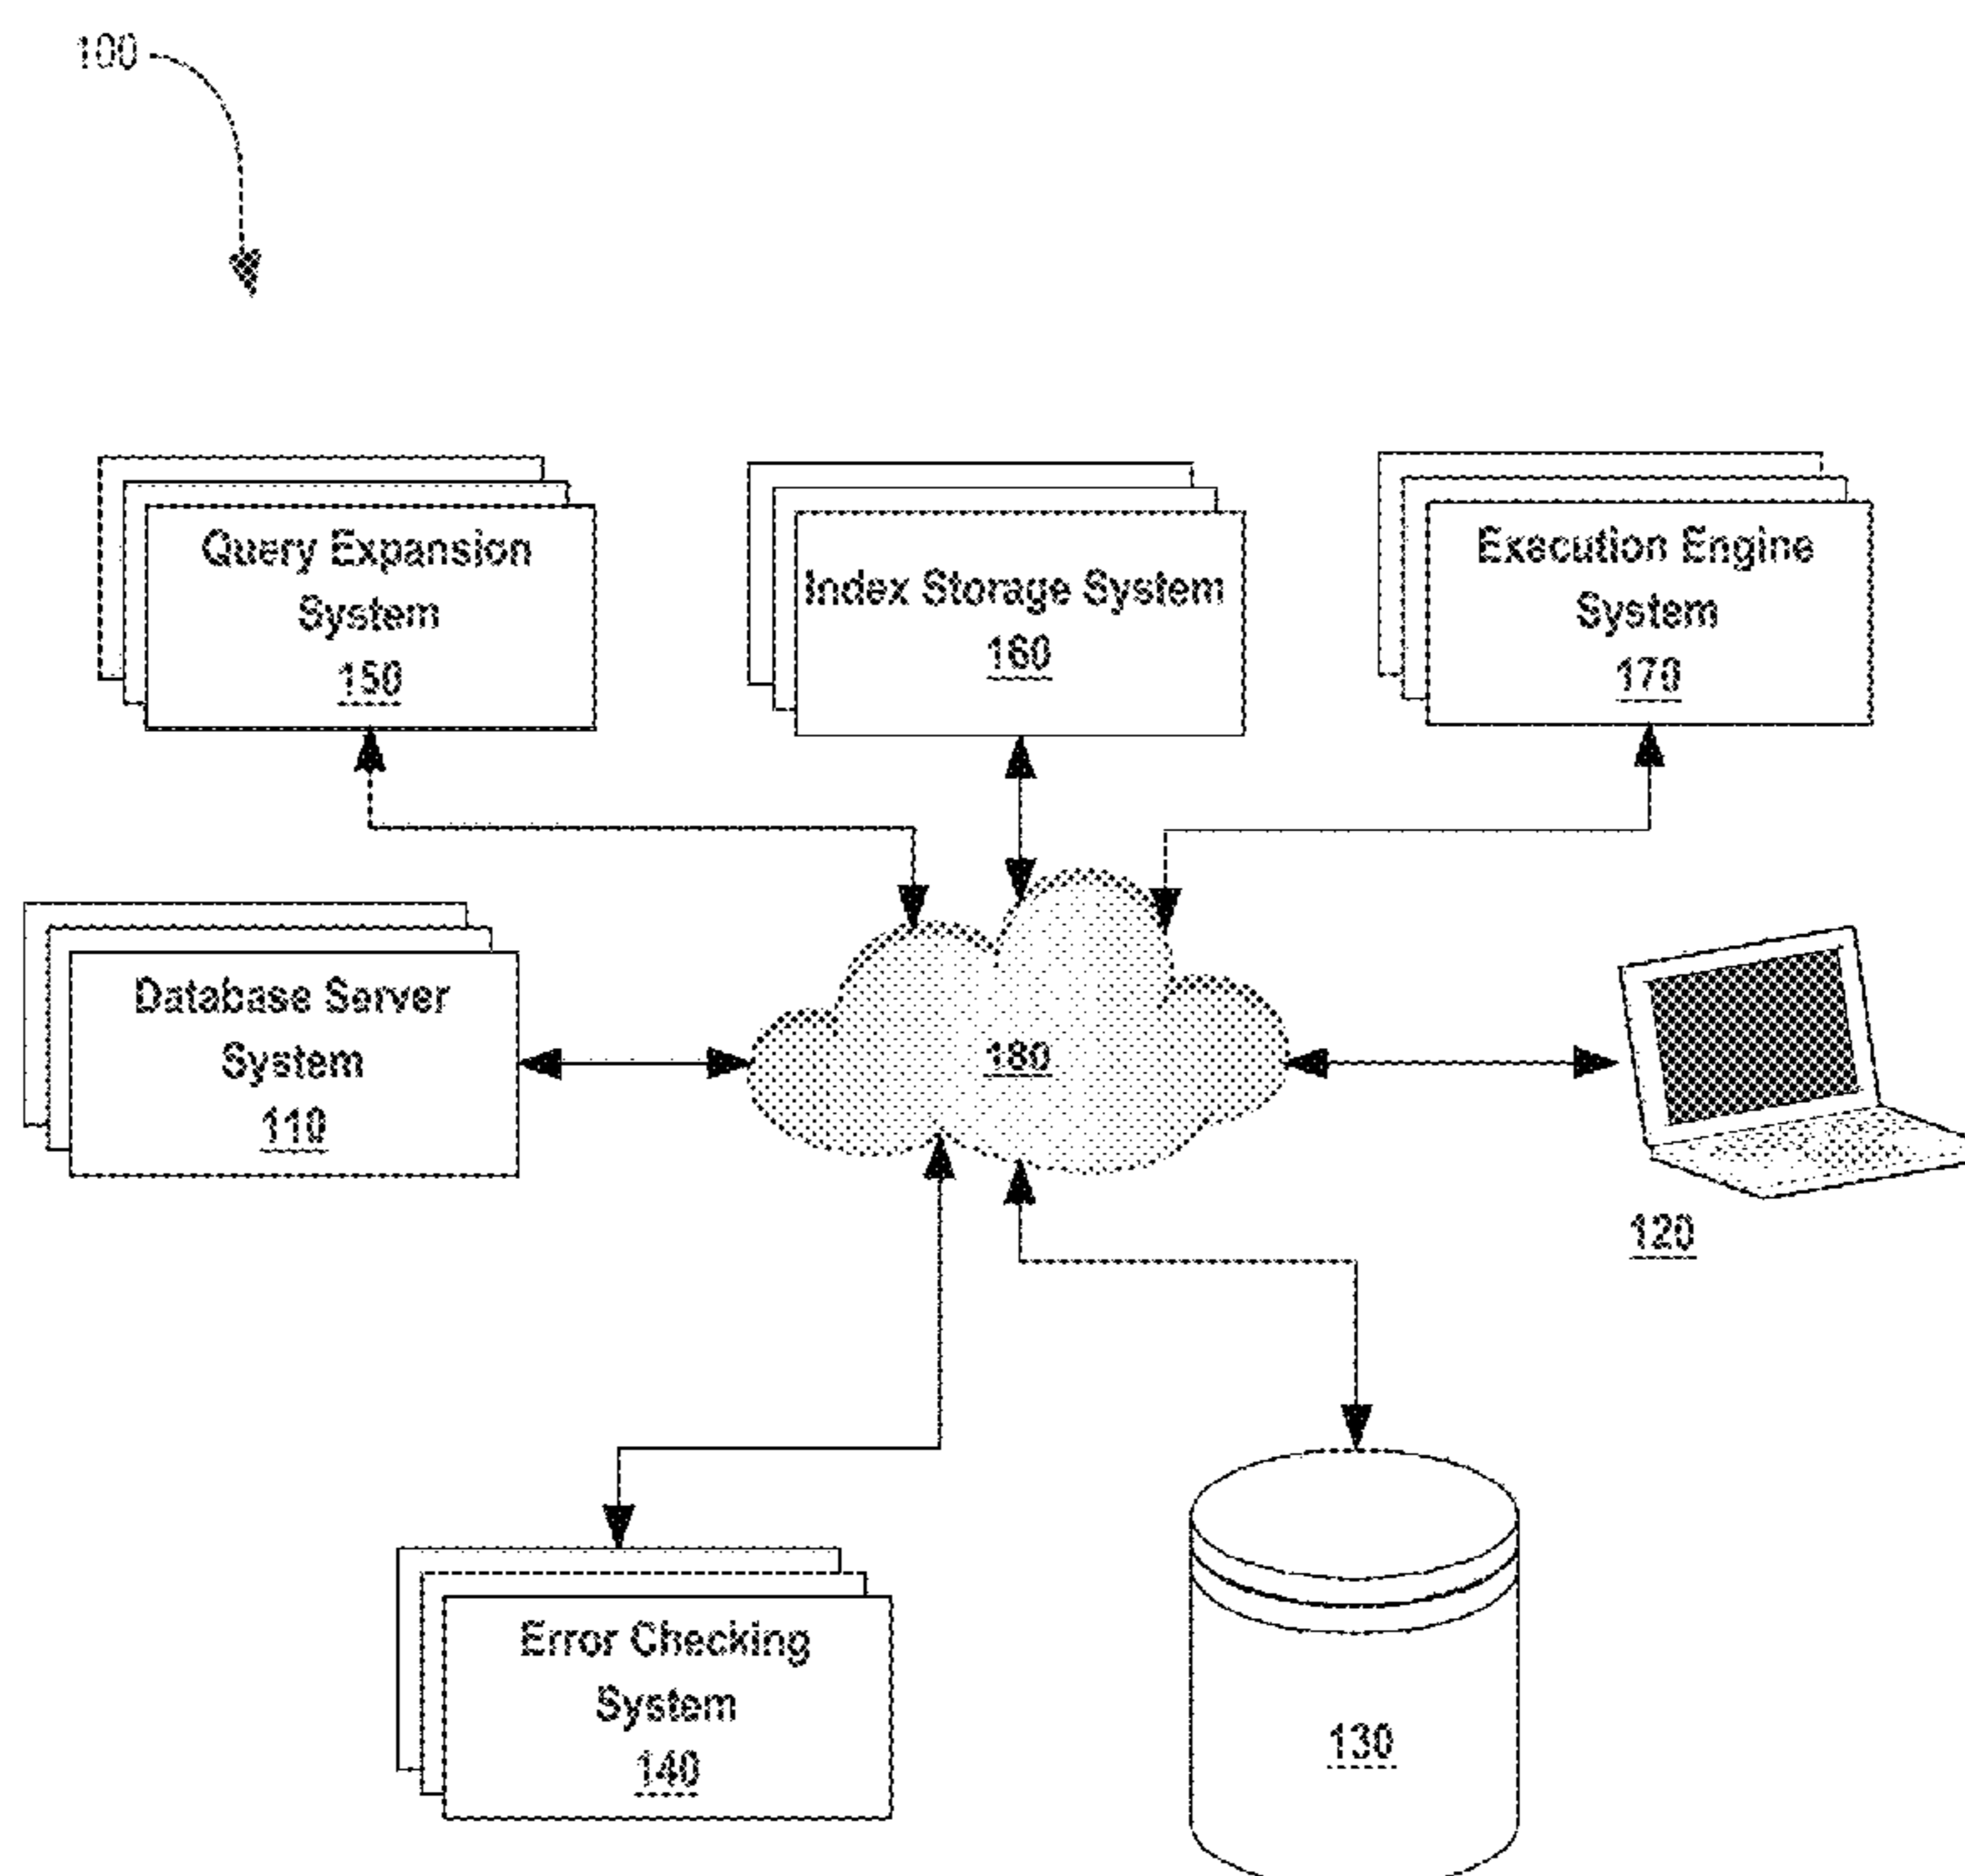 100
Query Expansion
System
150
Index Storage System
160
Execution Engine
System
170
Database Server
System
110
180
120
Error Checking
System
140
130